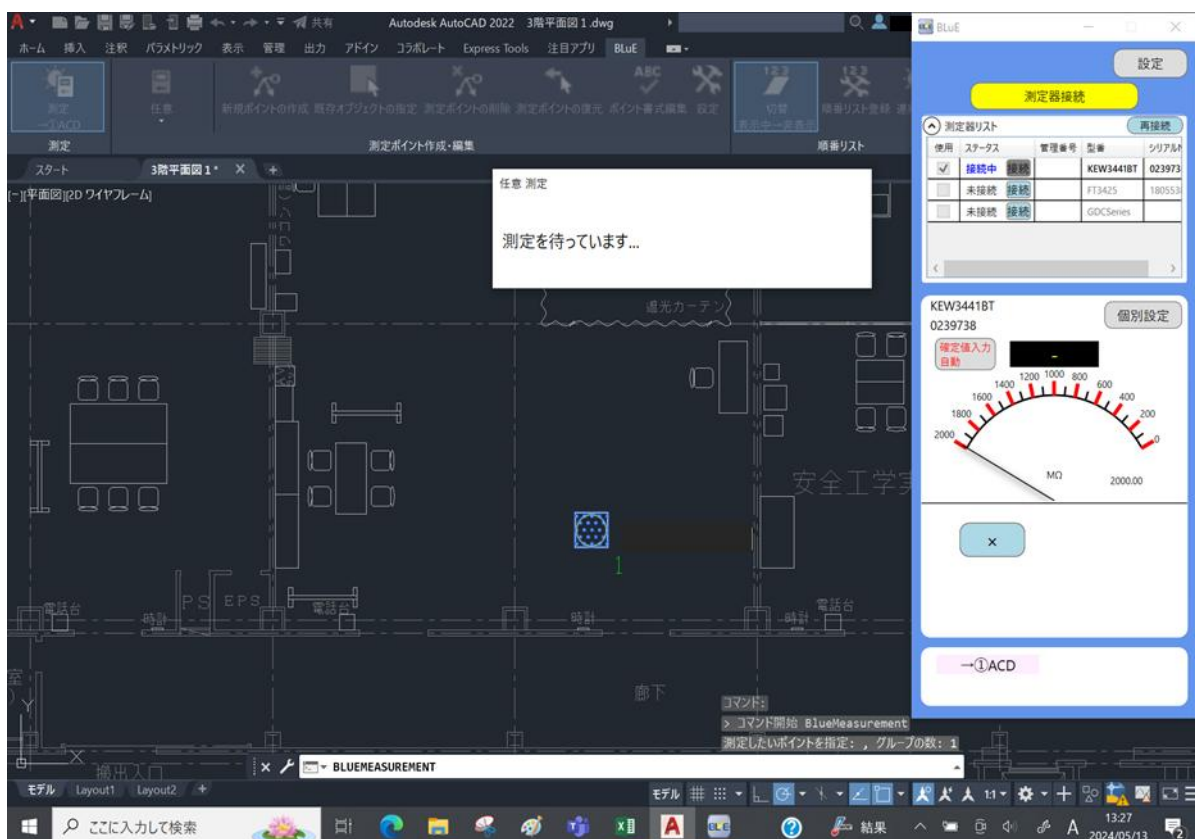 共有
Autodesk AutoCAD 2022 3階平面図1.dwg
BLuE
ホーム 挿入 注釈 パラメトリック 表示 管理 出力 アドイン コラボレート Express Tools 注目アプリ BLuE
設定
測定器接続
測定
→①ACD
任意
新規ポイントの作成 既存オブジェクトの指定 測定ポイントの削除 測定ポイントの復元 ポイント書式編集 設定
ABC
123
切替
表示中→非表示
123
順番リスト登録
測定
測定ポイント作成・編集
順番リスト
測定器リスト
再接続
使用 ステータス 管理番号 型番
接続中 接続 KEW3441BT 023973
未接続 接続 FT3425 180553
未接続 接続 GDCSeries
スタート
3階平面図1*
[-][平面図][2D ワイヤフレーム]
任意 測定
測定を待っています...
遮光カーテン
KEW3441BT
0239738
個別設定
確定値入力
自動
-
2000 1800 1600 1400 1200 1000 800 600 400 200 0
MΩ
2000.00
×
→①ACD
安全工学実
1
PS
EPS
電話台
時計
電話台
時計
時計
電話台
室
廊下
搬出入口
Y
X
コマンド:
> コマンド開始 BlueMeasurement
測定したいポイントを指定: , グループの数: 1
BLUEMEASUREMENT
モデル Layout1 Layout2 +
モデル
1:1
ここに入力して検索
結果
A
13:27
2024/05/13
2